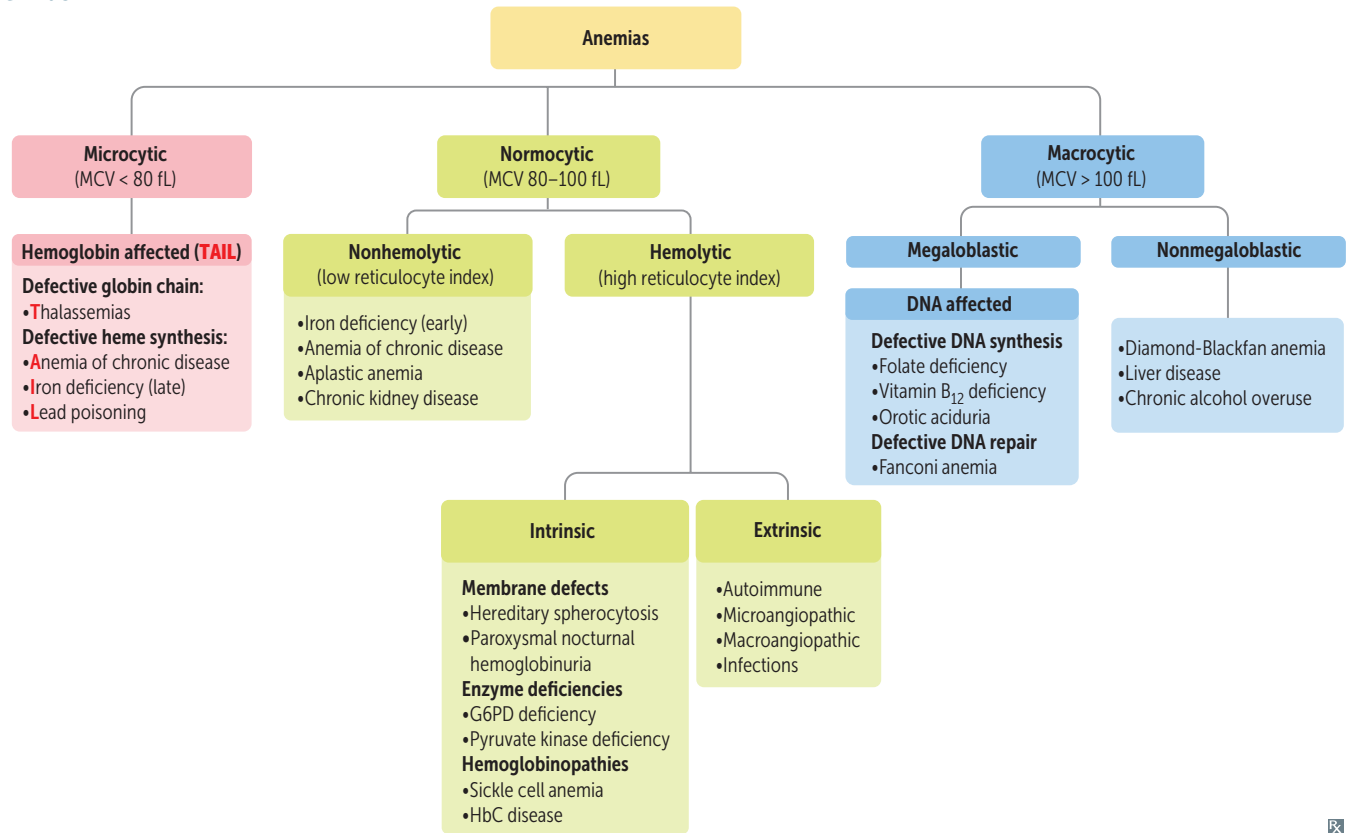 Anemias
Microcytic
(MCV < 80 fL)
Normocytic
(MCV 80–100 fL)
Macrocytic
(MCV > 100 fL)
Hemoglobin affected (TAIL)
Defective globin chain:
•Thalassemias
Defective heme synthesis:
•Anemia of chronic disease
•Iron deficiency (late)
•Lead poisoning
Nonhemolytic
(low reticulocyte index)
•Iron deficiency (early)
•Anemia of chronic disease
•Aplastic anemia
•Chronic kidney disease
Hemolytic
(high reticulocyte index)
Megaloblastic
DNA affected
Defective DNA synthesis
•Folate deficiency
•Vitamin B12 deficiency
•Orotic aciduria
Defective DNA repair
•Fanconi anemia
Nonmegaloblastic
•Diamond-Blackfan anemia
•Liver disease
•Chronic alcohol overuse
Intrinsic
Membrane defects
•Hereditary spherocytosis
•Paroxysmal nocturnal
hemoglobinuria
Enzyme deficiencies
•G6PD deficiency
•Pyruvate kinase deficiency
Hemoglobinopathies
•Sickle cell anemia
•HbC disease
Extrinsic
•Autoimmune
•Microangiopathic
•Macroangiopathic
•Infections
℞